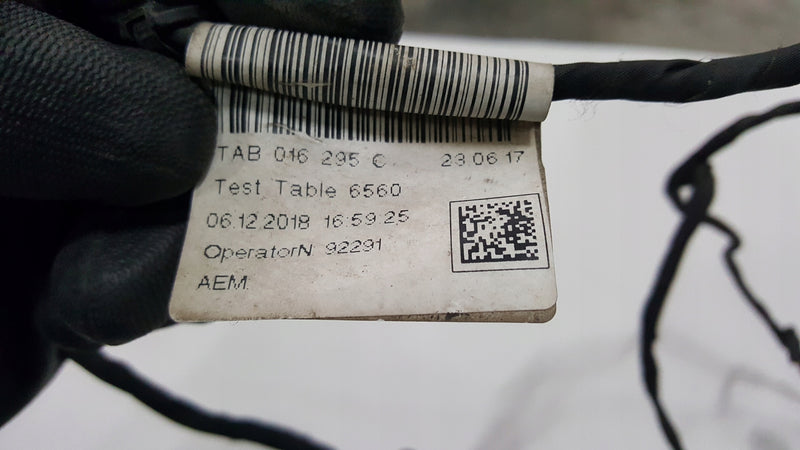 TAB 016 295 C 23.06.17
Test Table 6560
06.12.2018 16:59:25
OperatorN 92291
AEM